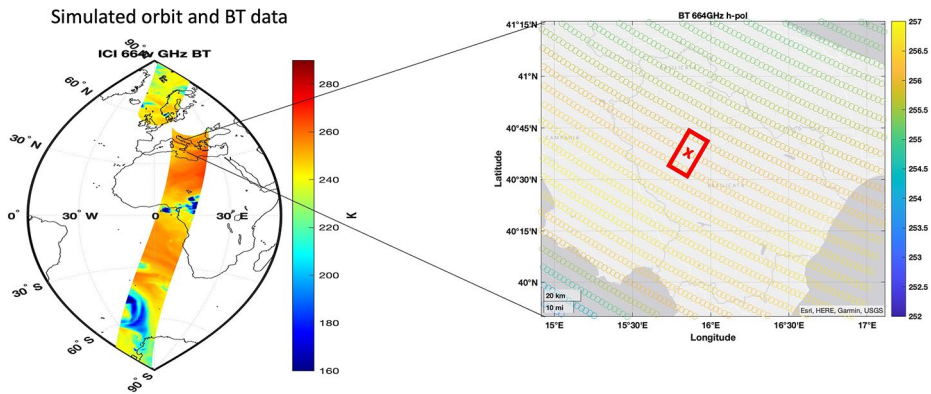 Simulated orbit and BT data
ICI 664v GHz BT
90° N
60° N
30° N
0°
30° S
60° S
90° S
30° W
0°
30° E
E
280
260
240
220
200
180
160
K
BT 664GHz h-pol
41°15'N
41°N
40°45'N
40°30'N
40°15'N
40°N
Latitude
CAMPANIA
BASILICATA
x
20 km
10 mi
Esri, HERE, Garmin, USGS
15°E
15°30'E
16°E
16°30'E
17°E
Longitude
257
256.5
256
255.5
255
254.5
254
253.5
253
252.5
252